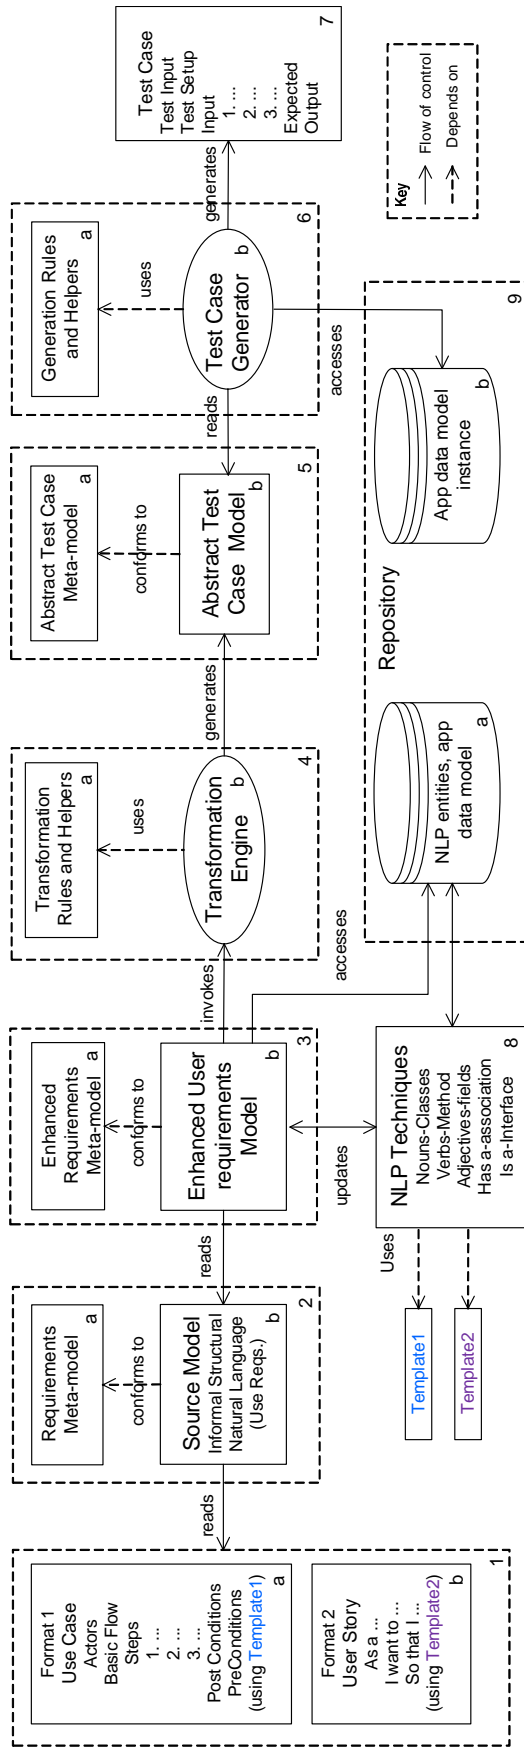 Format 1
Use Case
Actors
Basic Flow
Steps
1. ...
2. ...
3. ...
Post Conditions
PreConditions
(using Template1)
a
Format 2
User Story
As a ...
I want to ...
So that I ...
(using Template2)
b
1
reads
Requirements
Meta-model
a
conforms to
Source Model
Informal Structural
Natural Language
(Use Reqs.)
b
2
reads
Enhanced
Requirements
Meta-model
a
conforms to
Enhanced User
requirements
Model
b
3
invokes
Transformation
Rules and Helpers
a
uses
Transformation
Engine
b
4
generates
Abstract Test Case
Meta-model
a
conforms to
Abstract Test
Case Model
b
5
reads
Generation Rules
and Helpers
a
uses
Test Case
Generator
b
6
generates
Test Case
Test Input
Test Setup
Input
1. ...
2. ...
3. ...
Expected
Output
7
Template1
Template2
Uses
updates
NLP Techniques
Nouns-Classes
Verbs-Method
Adjectives-fields
Has a-association
Is a-Interface
8
accesses
accesses
Repository
NLP entities, app
data model
a
App data model
instance
b
9
Key
Flow of control
Depends on